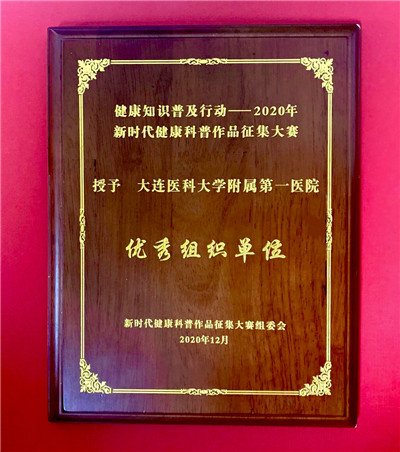 健康知识普及行动——2020年
新时代健康科普作品征集大赛
授予 大连医科大学附属第一医院
优秀组织单位
新时代健康科普作品征集大赛组委会
2020年12月